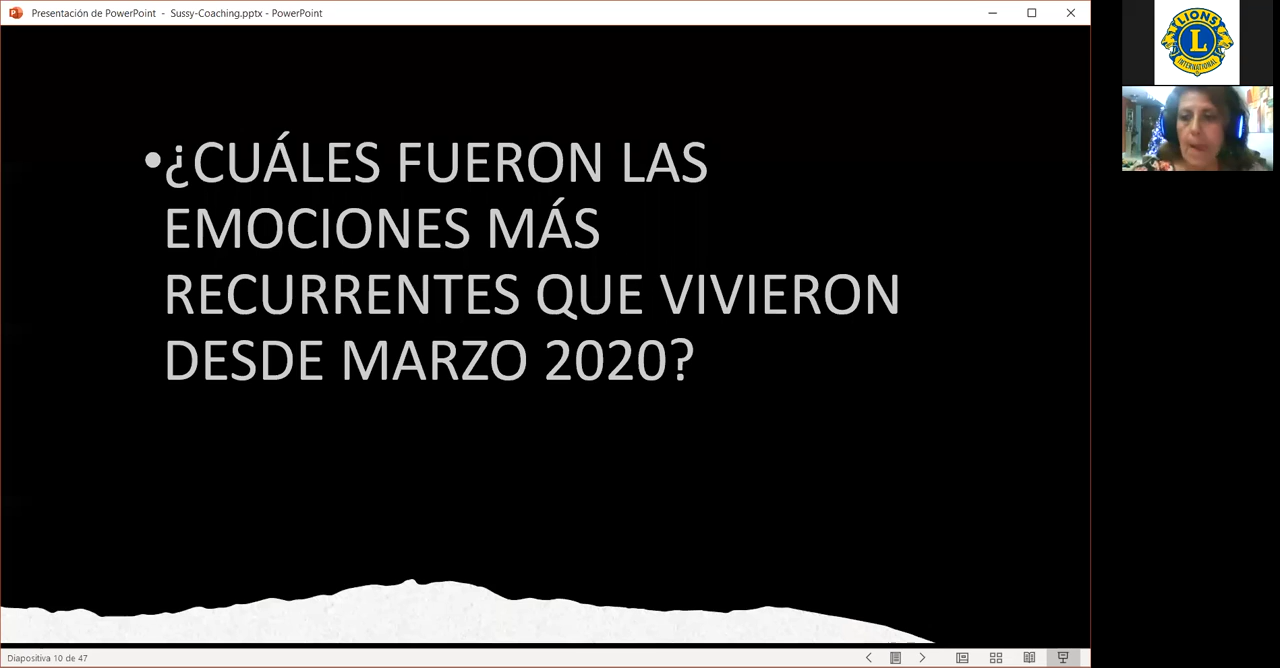 Presentación de PowerPoint - Sussy-Coaching.pptx - PowerPoint
LIONS
L
INTERNATIONAL
•¿CUÁLES FUERON LAS
EMOCIONES MÁS
RECURRENTES QUE VIVIERON
DESDE MARZO 2020?
Diapositiva 10 de 47